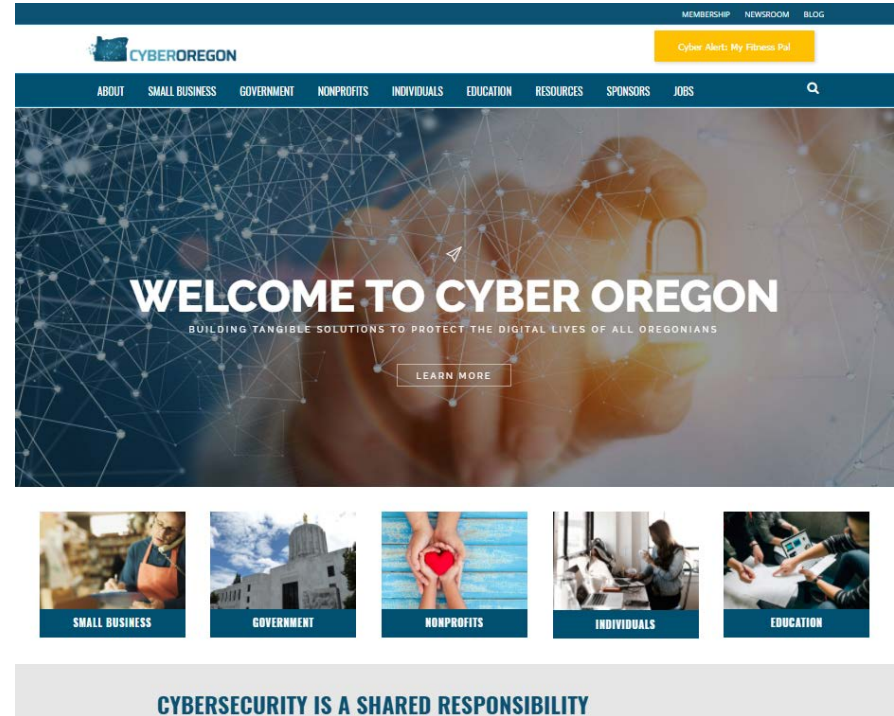 MEMBERSHIP NEWSROOM BLOG
CYBEROREGON
Cyber Alert: My Fitness Pal
ABOUT SMALL BUSINESS GOVERNMENT NONPROFITS INDIVIDUALS EDUCATION RESOURCES SPONSORS JOBS
WELCOME TO CYBER OREGON
BUILDING TANGIBLE SOLUTIONS TO PROTECT THE DIGITAL LIVES OF ALL OREGONIANS
LEARN MORE
SMALL BUSINESS GOVERNMENT NONPROFITS INDIVIDUALS EDUCATION
CYBERSECURITY IS A SHARED RESPONSIBILITY